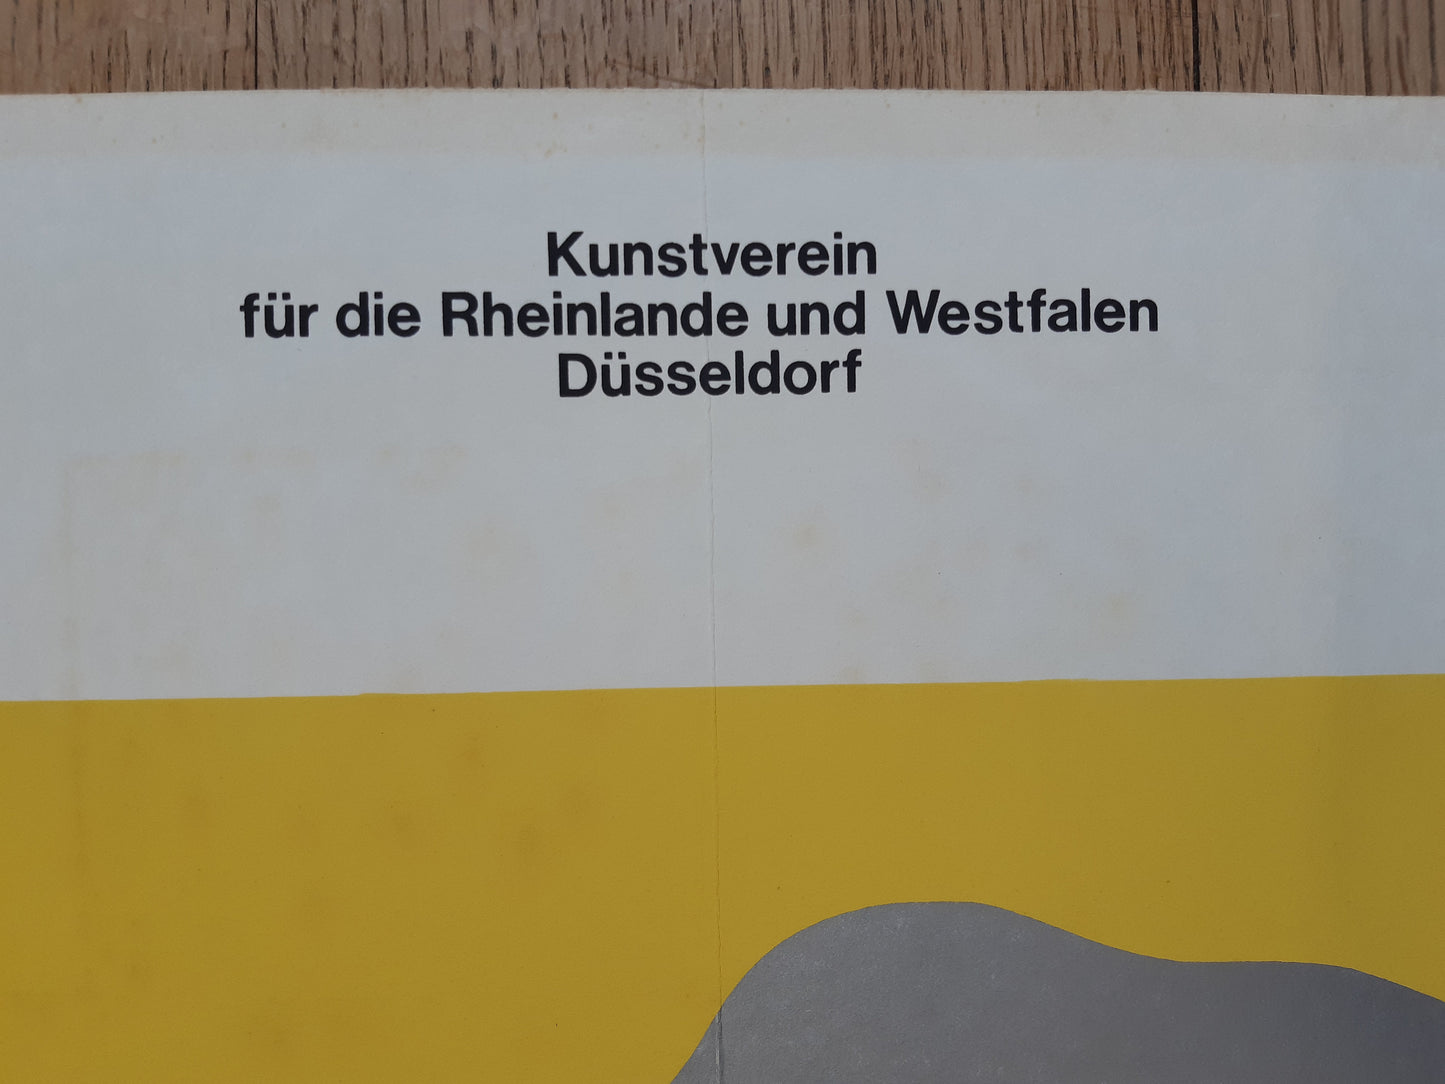 Kunstverein
für die Rheinlande und Westfalen
Düsseldorf